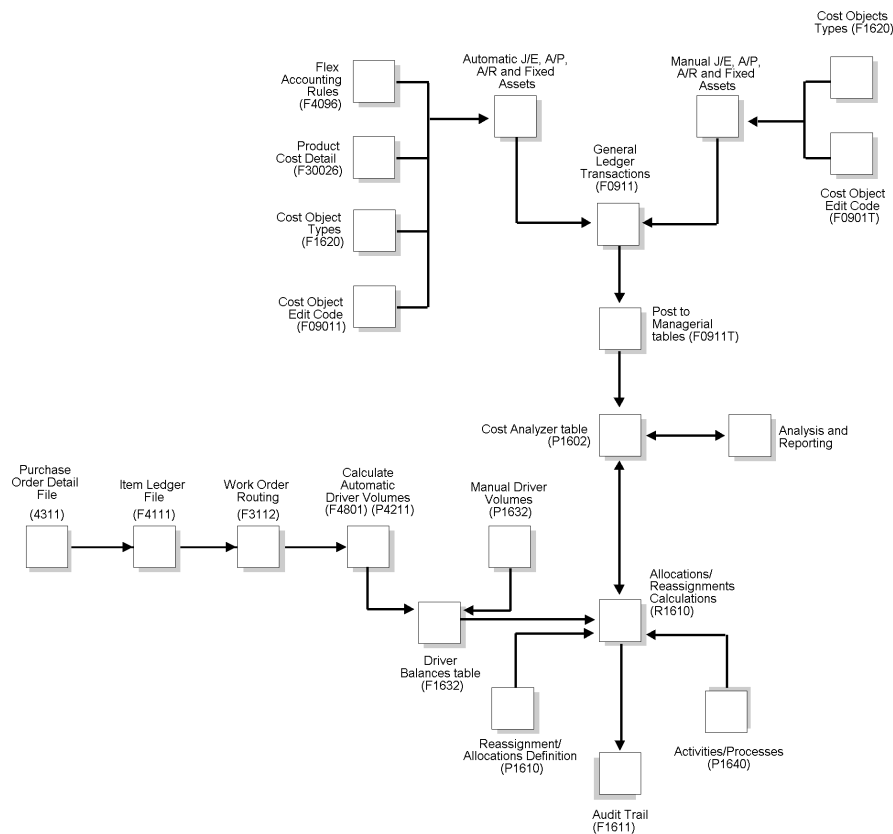 Cost Objects
Types (F1620)
Flex
Accounting
Rules
(F4096)
Automatic J/E, A/P,
A/R and Fixed
Assets
Manual J/E, A/P,
A/R and Fixed
Assets
Product
Cost Detail
(F30026)
General
Ledger
Transactions
(F0911)
Cost Object
Edit Code
(F0901T)
Cost Object
Types
(F1620)
Cost Object
Edit Code
(F09011)
Post to
Managerial
tables (F0911T)
Cost Analyzer table
(P1602)
Analysis and
Reporting
Purchase
Order Detail
File
(4311)
Item Ledger
File
(F4111)
Work Order
Routing
(F3112)
Calculate
Automatic
Driver Volumes
(F4801) (P4211)
Manual Driver
Volumes
(P1632)
Allocations/
Reassignments
Calculations
(R1610)
Driver
Balances table
(F1632)
Reassignment/
Allocations Definition
(P1610)
Activities/Processes
(P1640)
Audit Trail
(F1611)